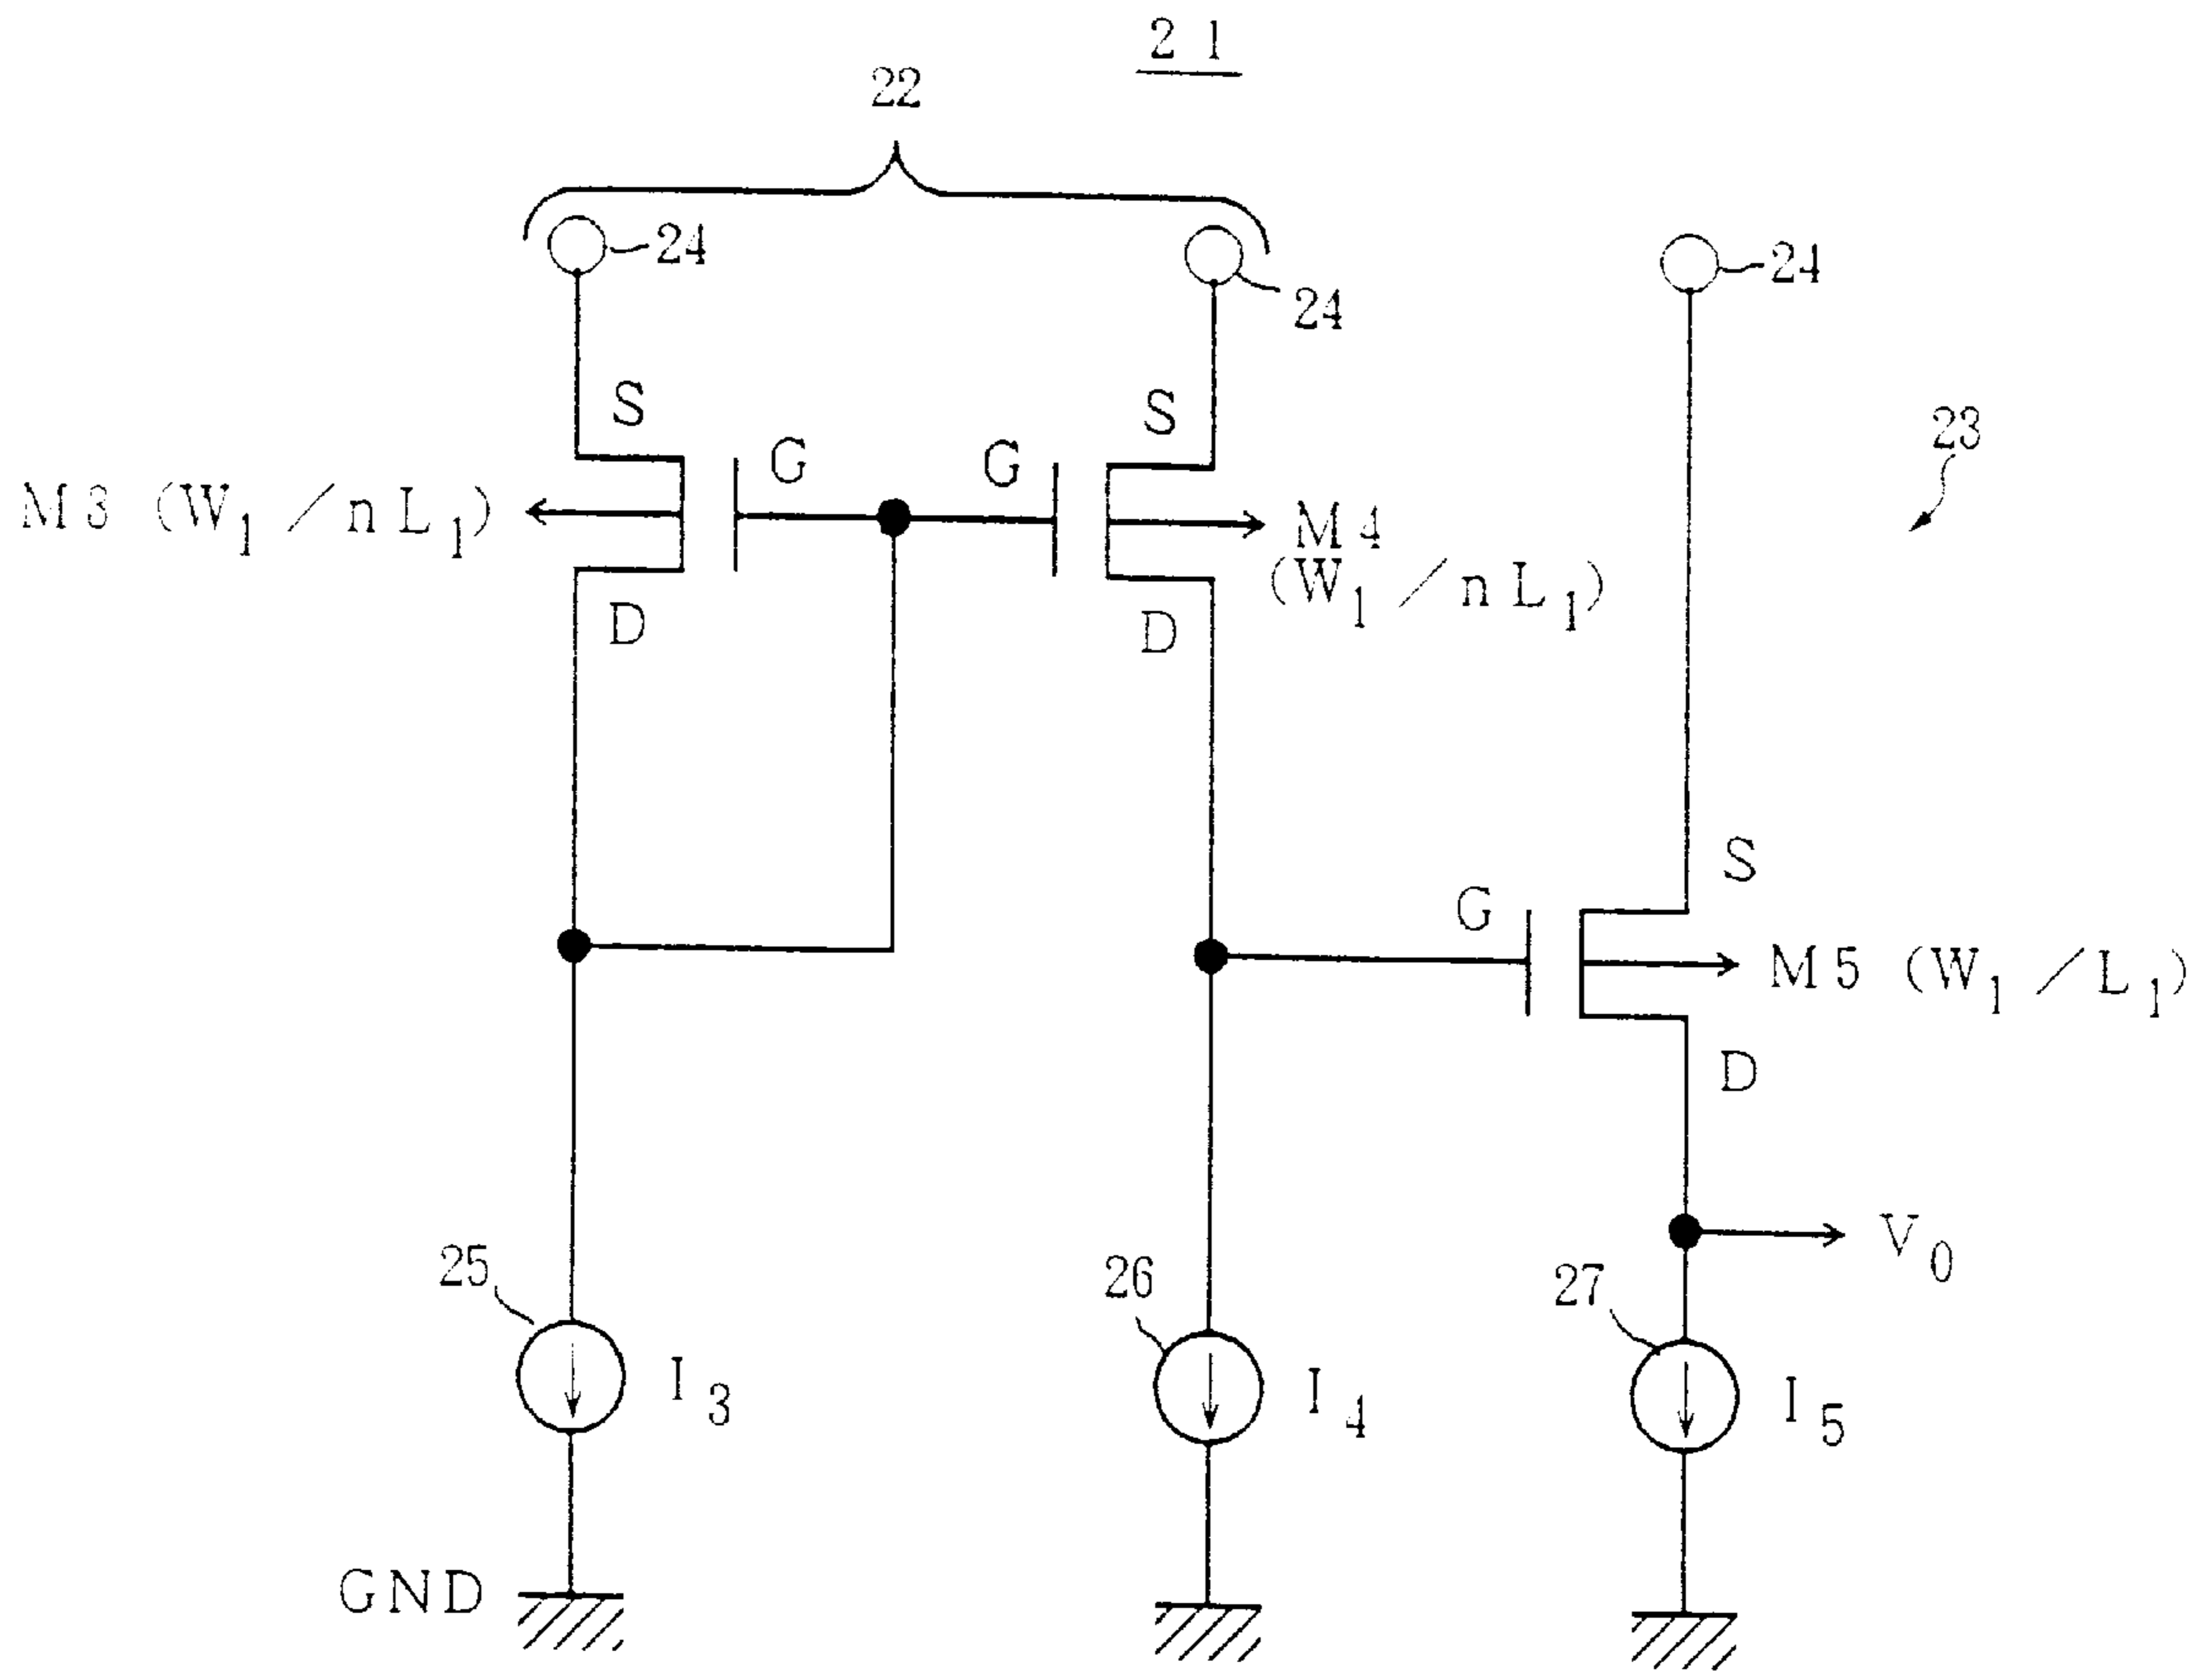 21
22
24
24
24
S
S
23
G
G
M3 (W₁/nL₁)
M4
(W₁/nL₁)
D
D
S
G
M5 (W₁/L₁)
D
V₀
25
26
27
I₃
I₄
I₅
GND